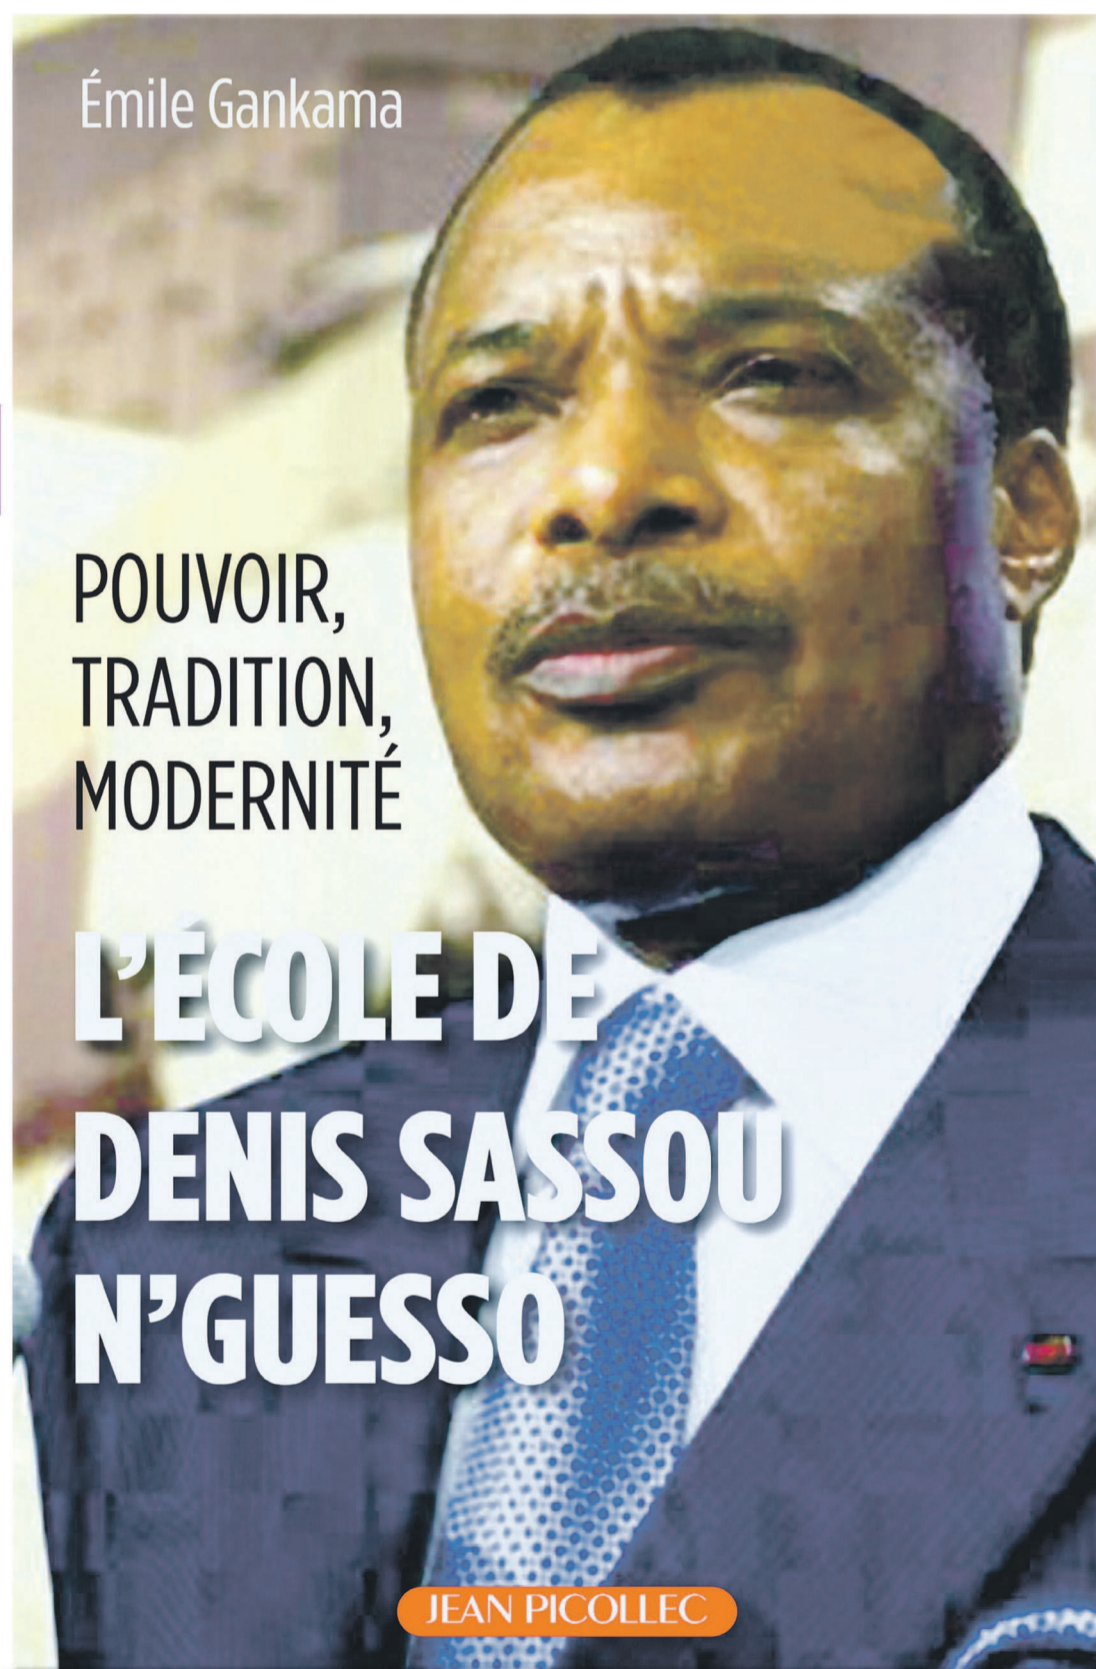 Émile Gankama
POUVOIR,
TRADITION,
MODERNITÉ
L’ÉCOLE DE
DENIS SASSOU
N’GUESSO
JEAN PICOLLEC